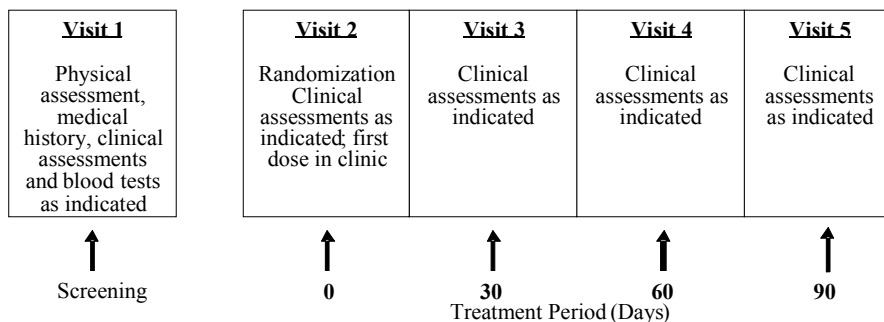 Visit 1
Physical
assessment,
medical
history, clinical
assessments
and blood tests
as indicated
Visit 2
Randomization
Clinical
assessments as
indicated; first
dose in clinic
Visit 3
Clinical
assessments as
indicated
Visit 4
Clinical
assessments as
indicated
Visit 5
Clinical
assessments
as indicated
Screening
0
30
60
90
Treatment Period (Days)